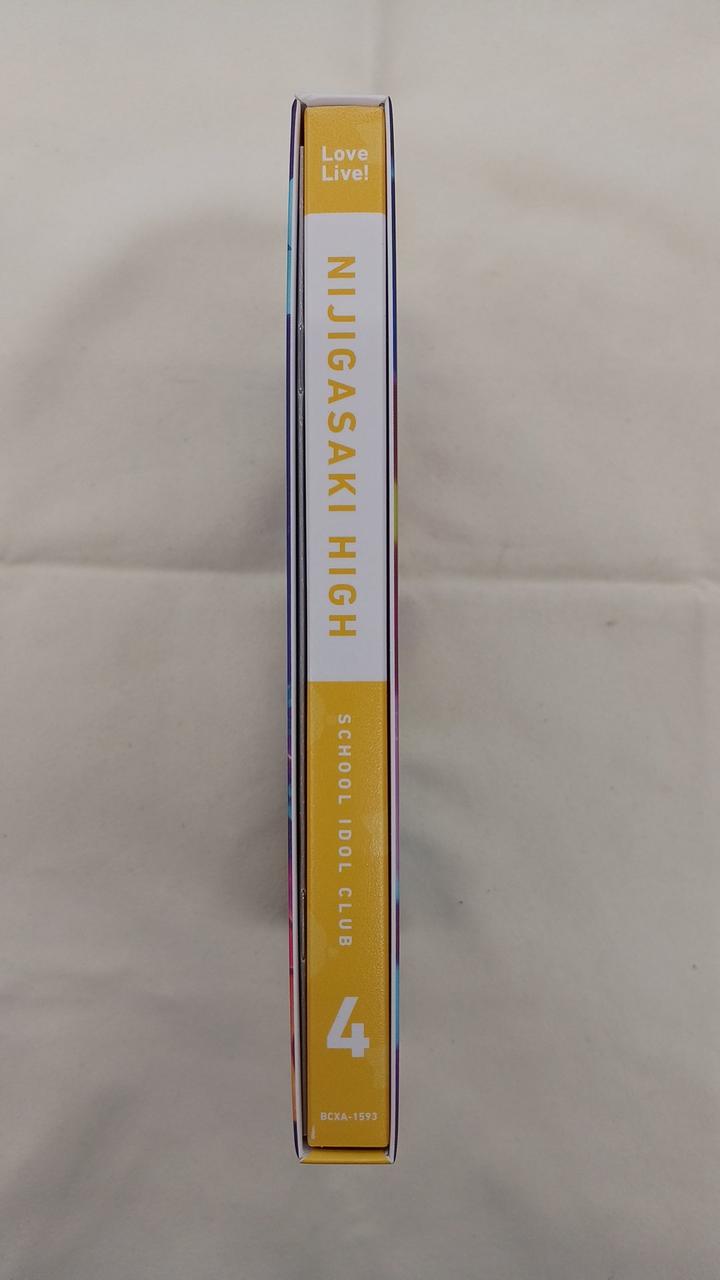 Love
Live!
NIJIGASAKI HIGH
SCHOOL IDOL CLUB
4
BCXA-1593